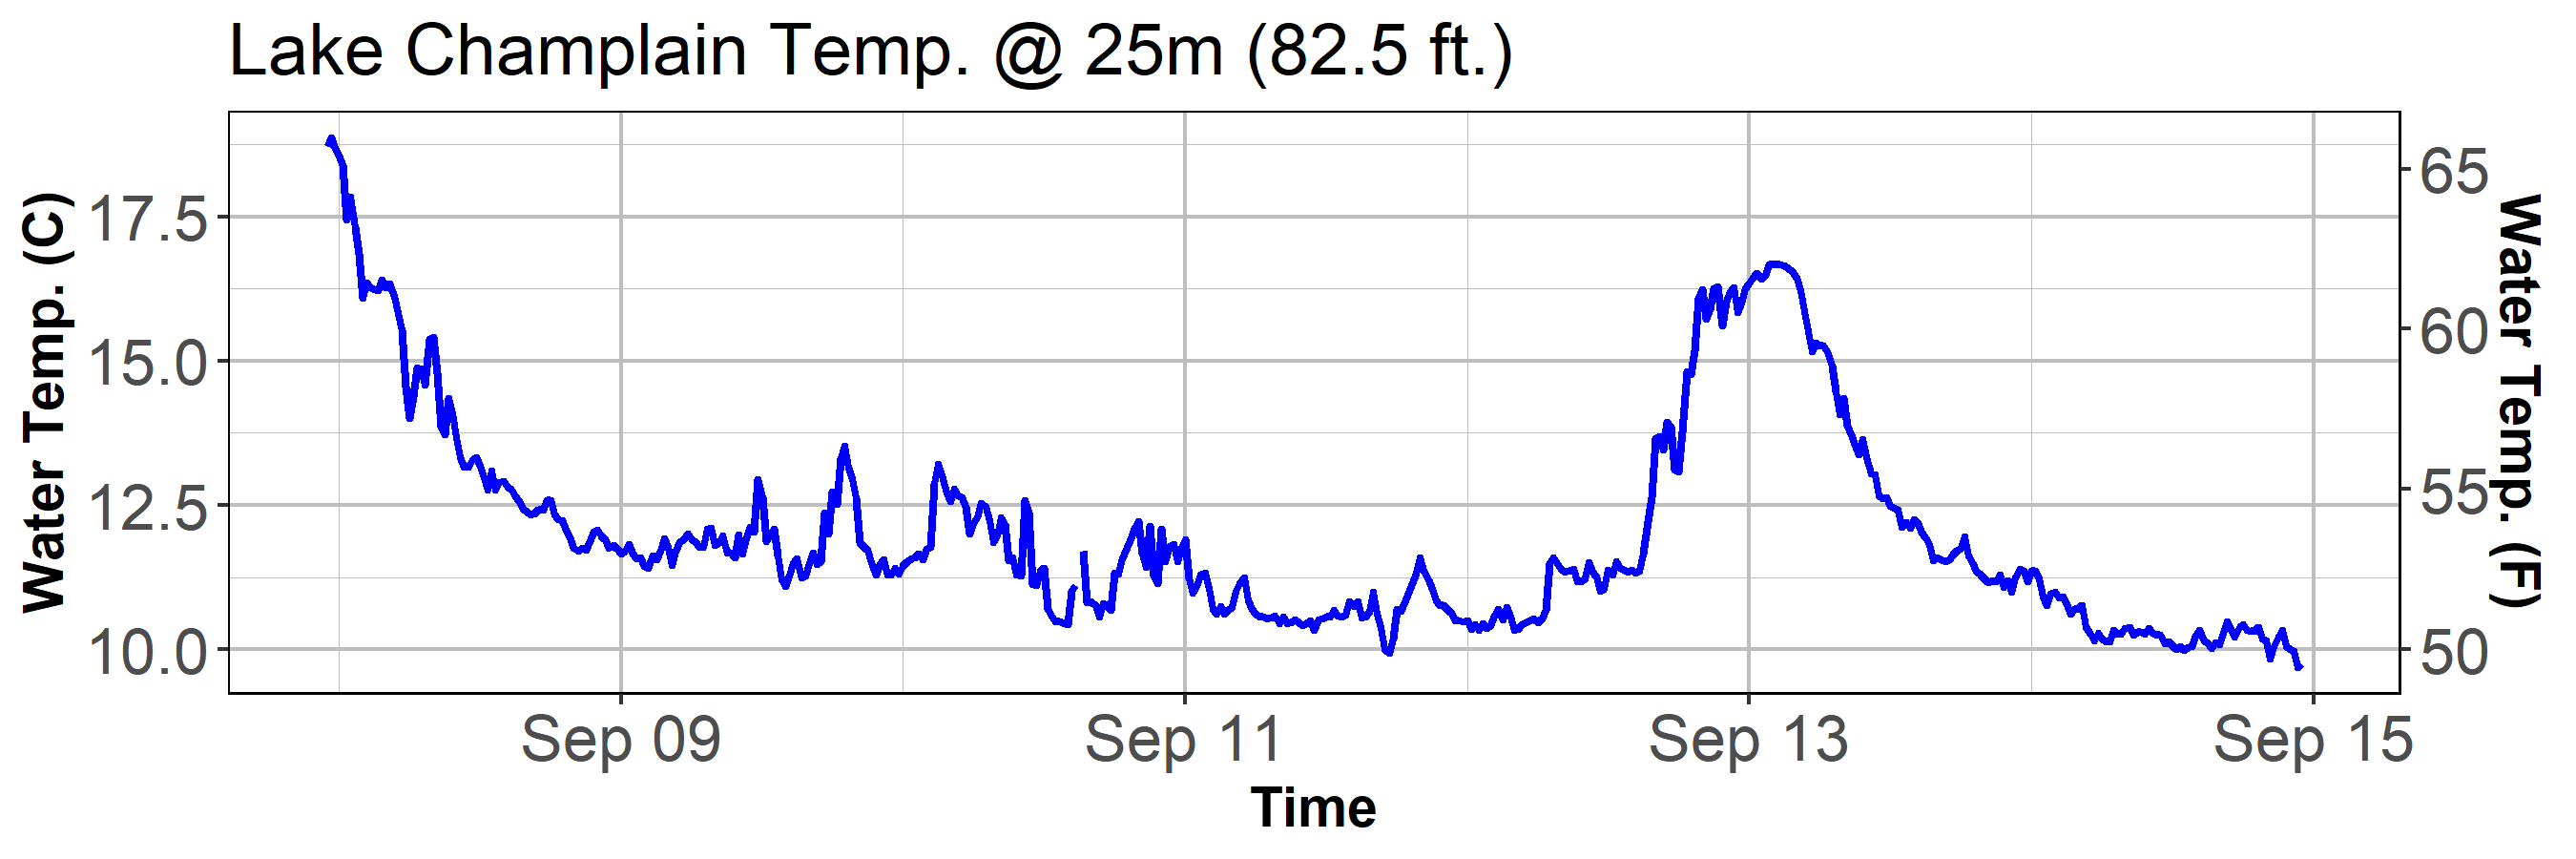 Lake Champlain Temp. @ 25m (82.5 ft.)
Water Temp. (C)
17.5
15.0
12.5
10.0
65
60
55
50
Water Temp. (F)
Sep 09
Sep 11
Sep 13
Sep 15
Time